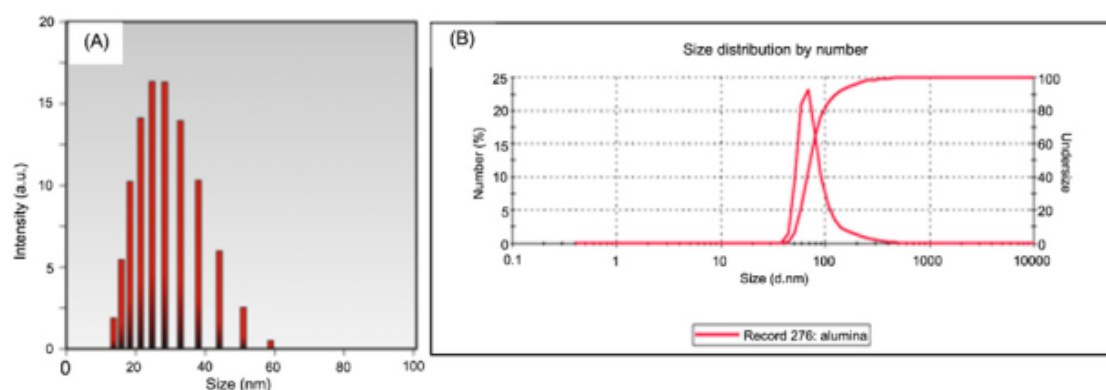 (A)
20
15
10
5
0
Intensity (a.u.)
0 20 40 60 80 100
Size (nm)
(B)
Size distribution by number
25
20
15
10
5
0
Number (%)
100
80
60
40
20
0
Undersize
0.1 1 10 100 1000 10000
Size (d.nm)
Record 276: alumina